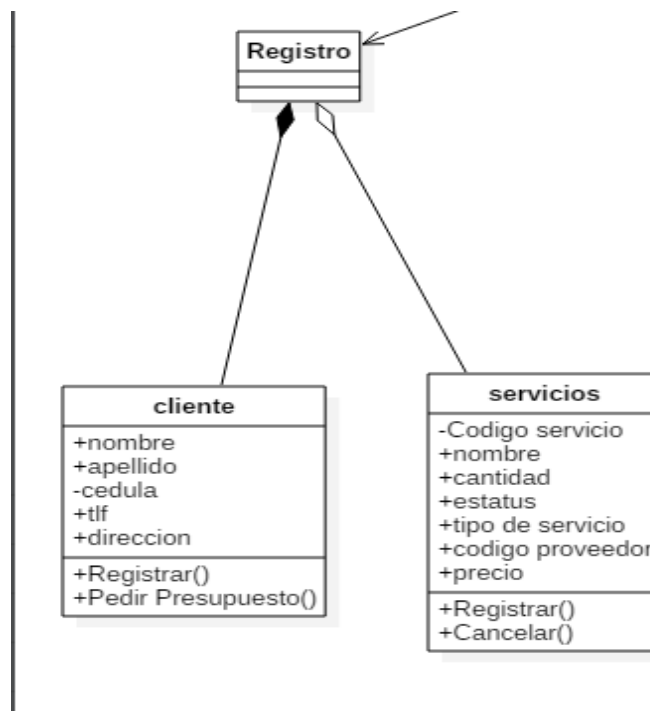 Registro
cliente
+nombre
+apellido
-cedula
+tlf
+direccion
+Registrar()
+Pedir Presupuesto()
servicios
-Codigo servicio
+nombre
+cantidad
+estatus
+tipo de servicio
+codigo proveedor
+precio
+Registrar()
+Cancelar()